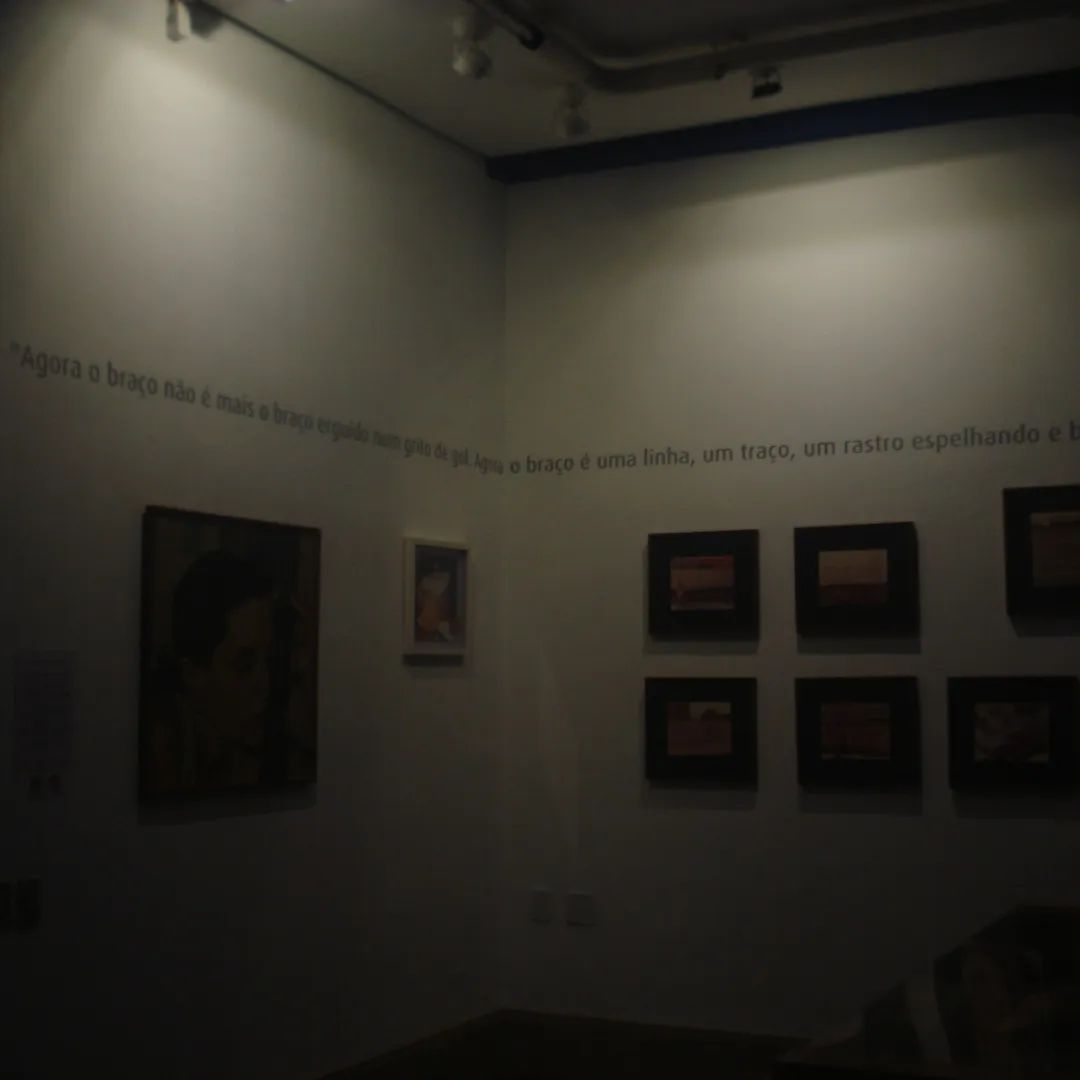 "Agora o braço não é mais o braço erguido num grito de gol. Agora o braço é uma linha, um traço, um rastro espelhando e b